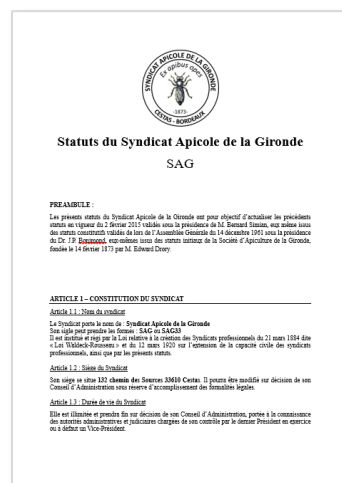 SYNDICAT APICOLE DE LA GIRONDE
Ex apibus opes
-1873-
CESTAS - BORDEAUX
Statuts du Syndicat Apicole de la Gironde
SAG
PREAMBULE :
Les présents statuts du Syndicat Apicole de la Gironde ont pour objectif d'actualiser les précédents
statuts en vigueur du 2 février 2015 validés sous la présidence de M. Bernard Simian, eux même issus
des statuts constitutifs validés de lors de l'Assemblée Générale du 14 décembre 1961 sous la présidence
du Dr. J.P. eux-mêmes issus des statuts initiaux de la Société d'Apiculture de la Gironde,
fondée le 14 février 1873 par M. Edward Drory.
ARTICLE 1 – CONSTITUTION DU SYNDICAT
Article 1.1 : Nom du syndicat
Le Syndicat porte le nom de : Syndicat Apicole de la Gironde
Son sigle peut prendre les formes : SAG ou SAG33
Il est institué et régi par la Loi relative à la création des Syndicats professionnels du 21 mars 1884 dite
« Loi Waldeck-Rousseau » et du 12 mars 1920 sur l'extension de la capacité civile des syndicats
professionnels, ainsi que par les présents statuts.
Article 1.2 : Siège du Syndicat
Son siège se situe 132 chemin des Sources 33610 Cestas. Il pourra être modifié sur décision de son
Conseil d'Administration sous réserve d'accomplissement des formalités légales.
Article 1.3 : Durée de vie du Syndicat
Elle est illimitée et prendra fin sur décision de son Conseil d'Administration, portée à la connaissance
des autorités administratives et judiciaires chargées de son contrôle par le dernier Président en exercice
ou à défaut un Vice-Président.